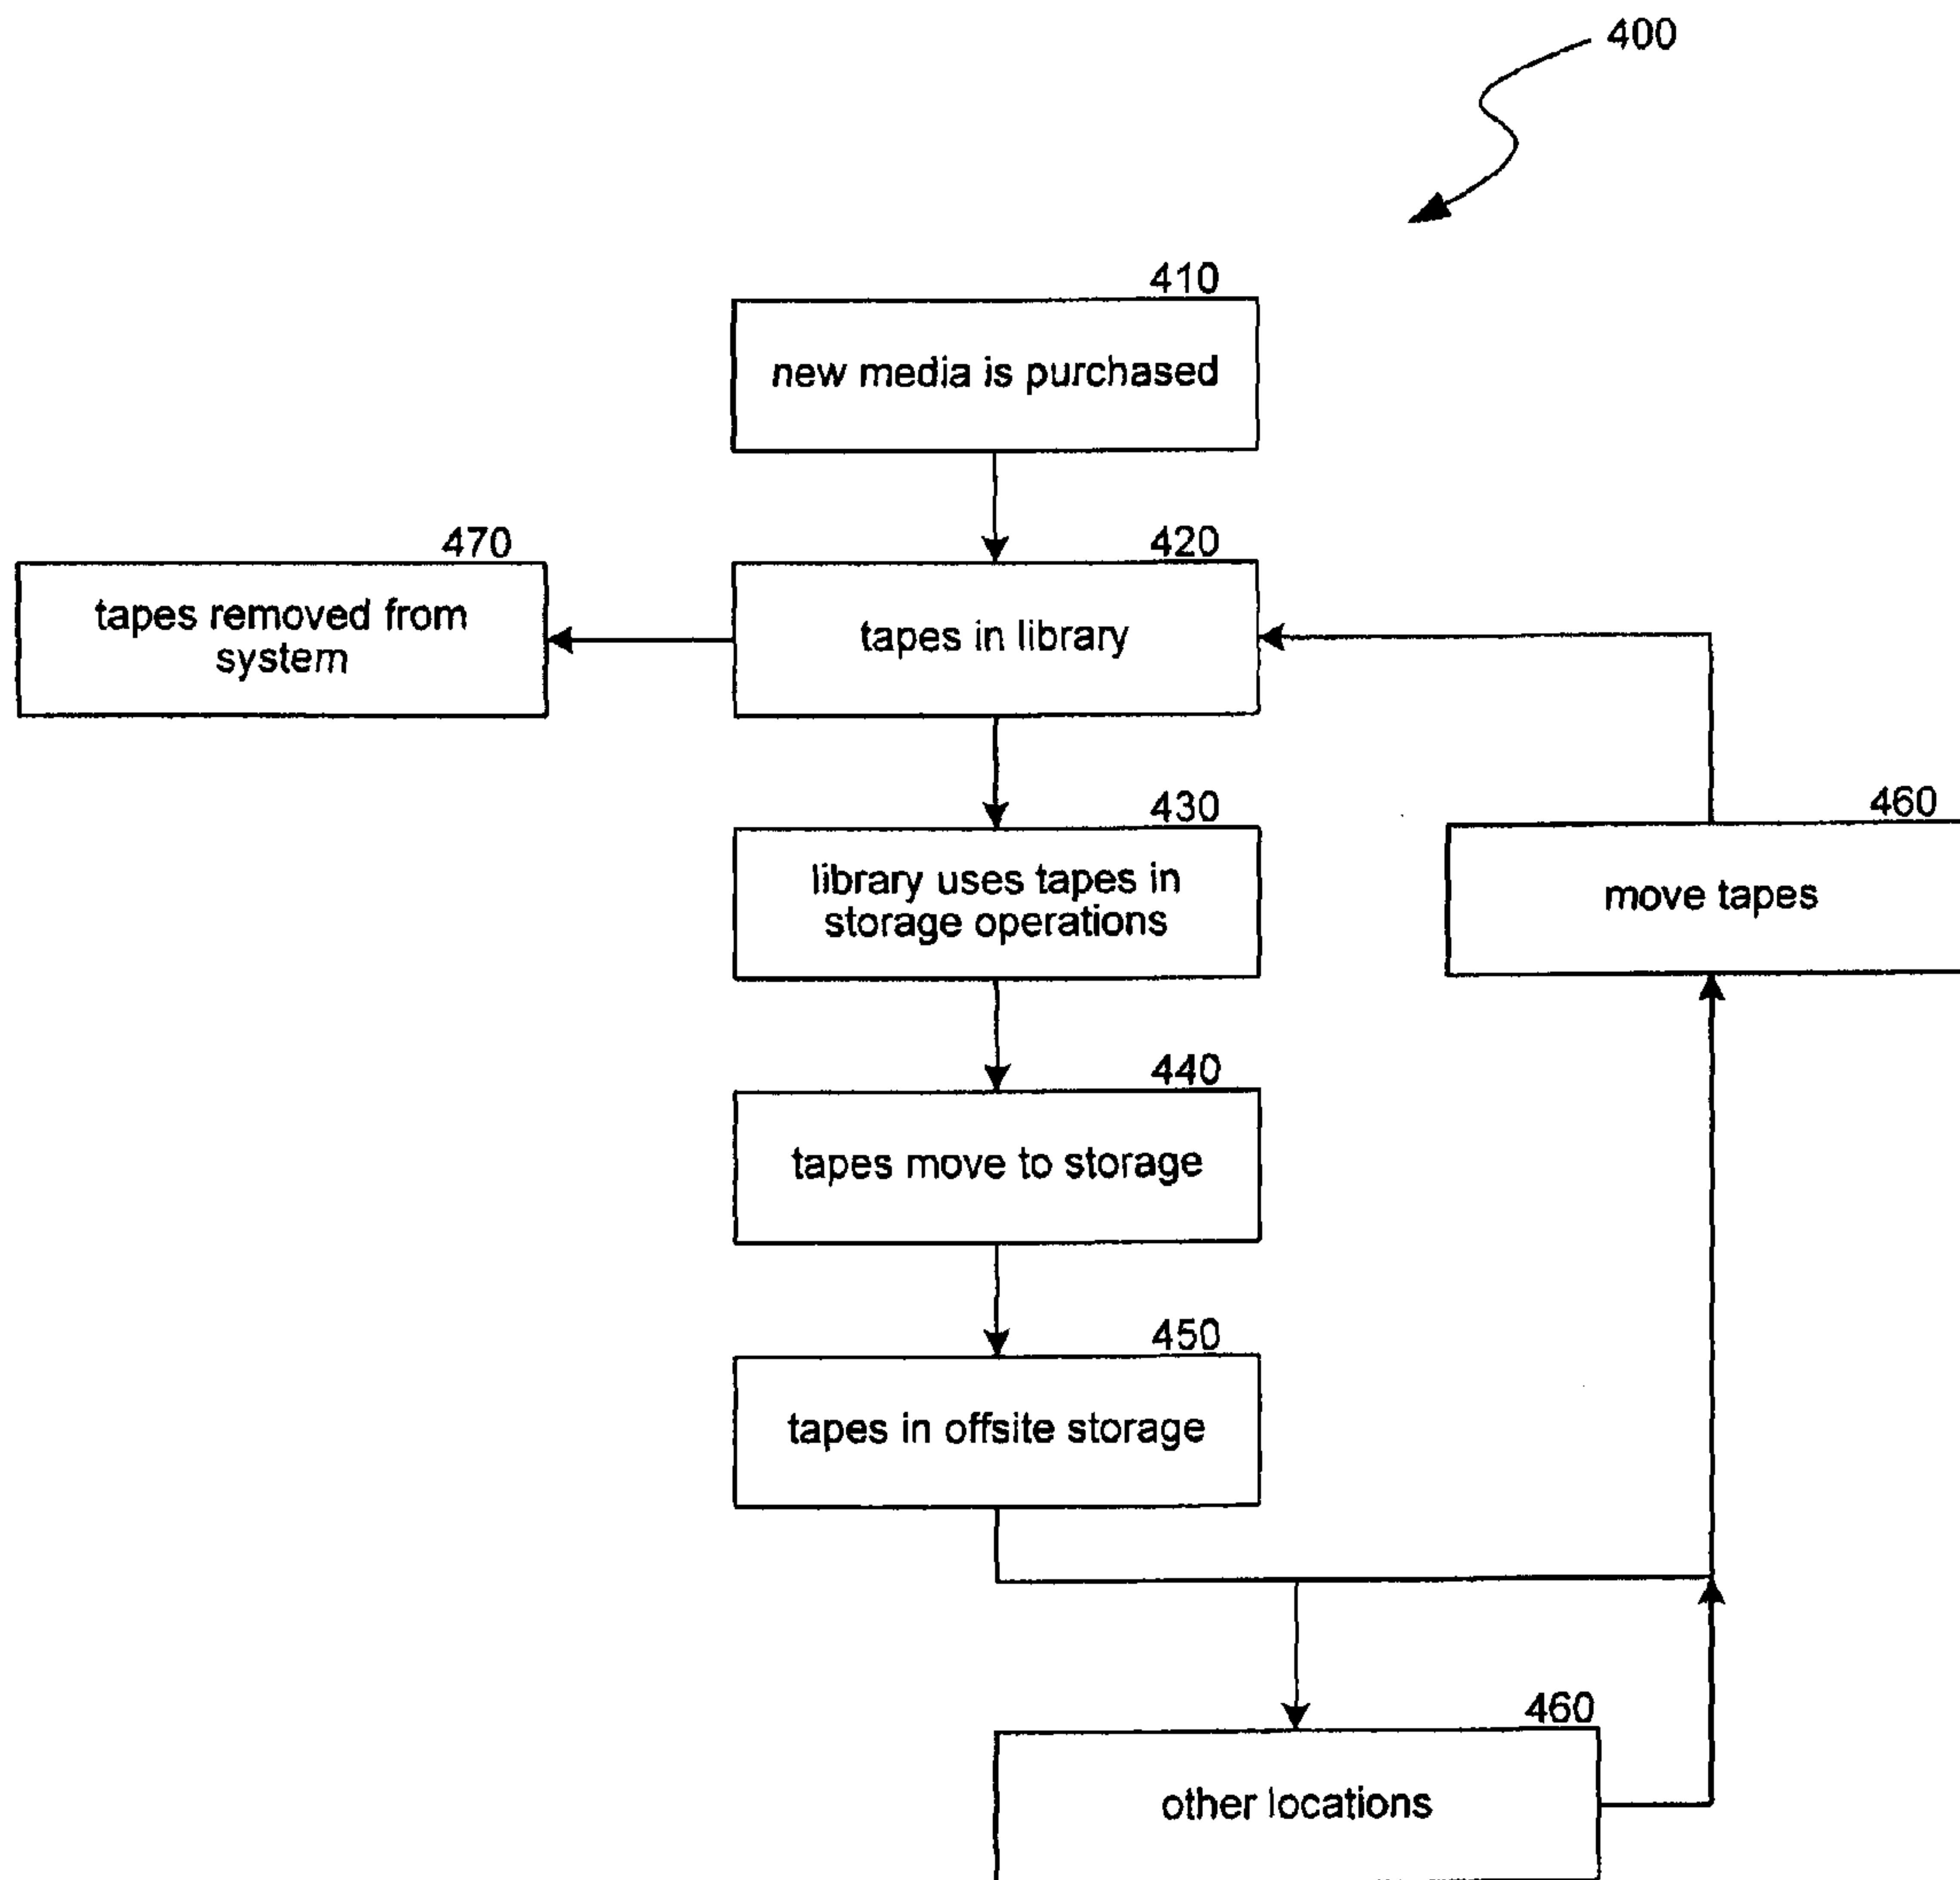 400
410
new media is purchased
470
tapes removed from
system
420
tapes in library
430
library uses tapes in
storage operations
460
move tapes
440
tapes move to storage
450
tapes in offsite storage
460
other locations